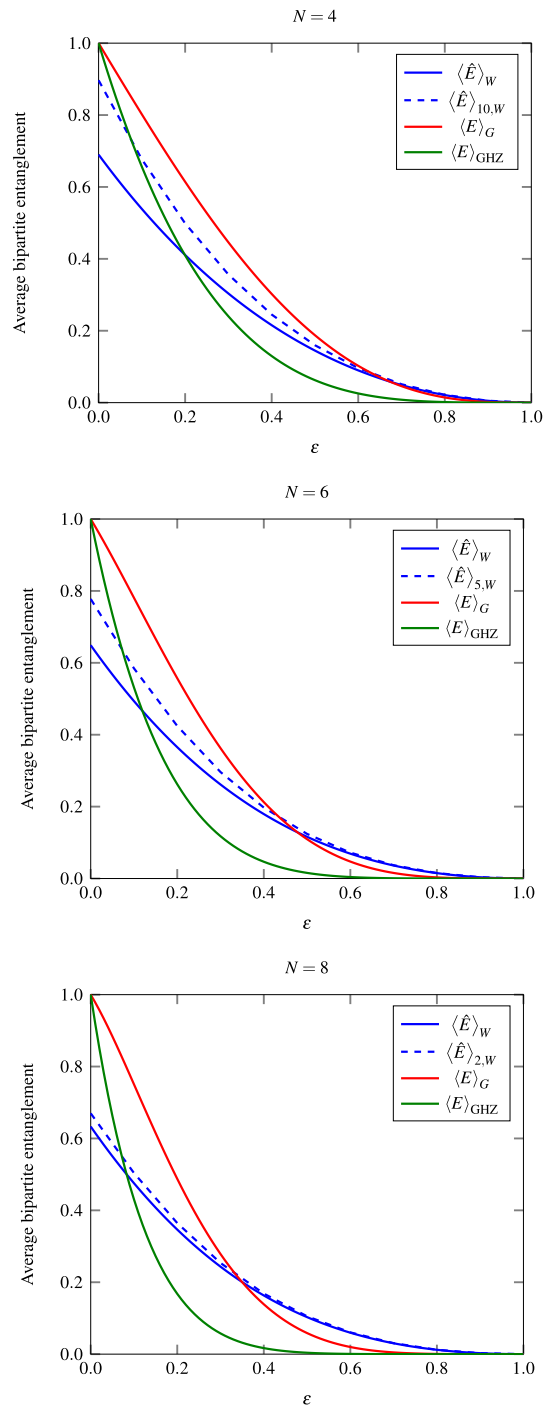 N = 4
Average bipartite entanglement
1.0
0.8
0.6
0.4
0.2
0.0
0.0 0.2 0.4 0.6 0.8 1.0
ε
⟨Ê⟩_W
⟨Ê⟩_{10,W}
⟨E⟩_G
⟨E⟩_GHZ
N = 6
Average bipartite entanglement
1.0
0.8
0.6
0.4
0.2
0.0
0.0 0.2 0.4 0.6 0.8 1.0
ε
⟨Ê⟩_W
⟨Ê⟩_{5,W}
⟨E⟩_G
⟨E⟩_GHZ
N = 8
Average bipartite entanglement
1.0
0.8
0.6
0.4
0.2
0.0
0.0 0.2 0.4 0.6 0.8 1.0
ε
⟨Ê⟩_W
⟨Ê⟩_{2,W}
⟨E⟩_G
⟨E⟩_GHZ